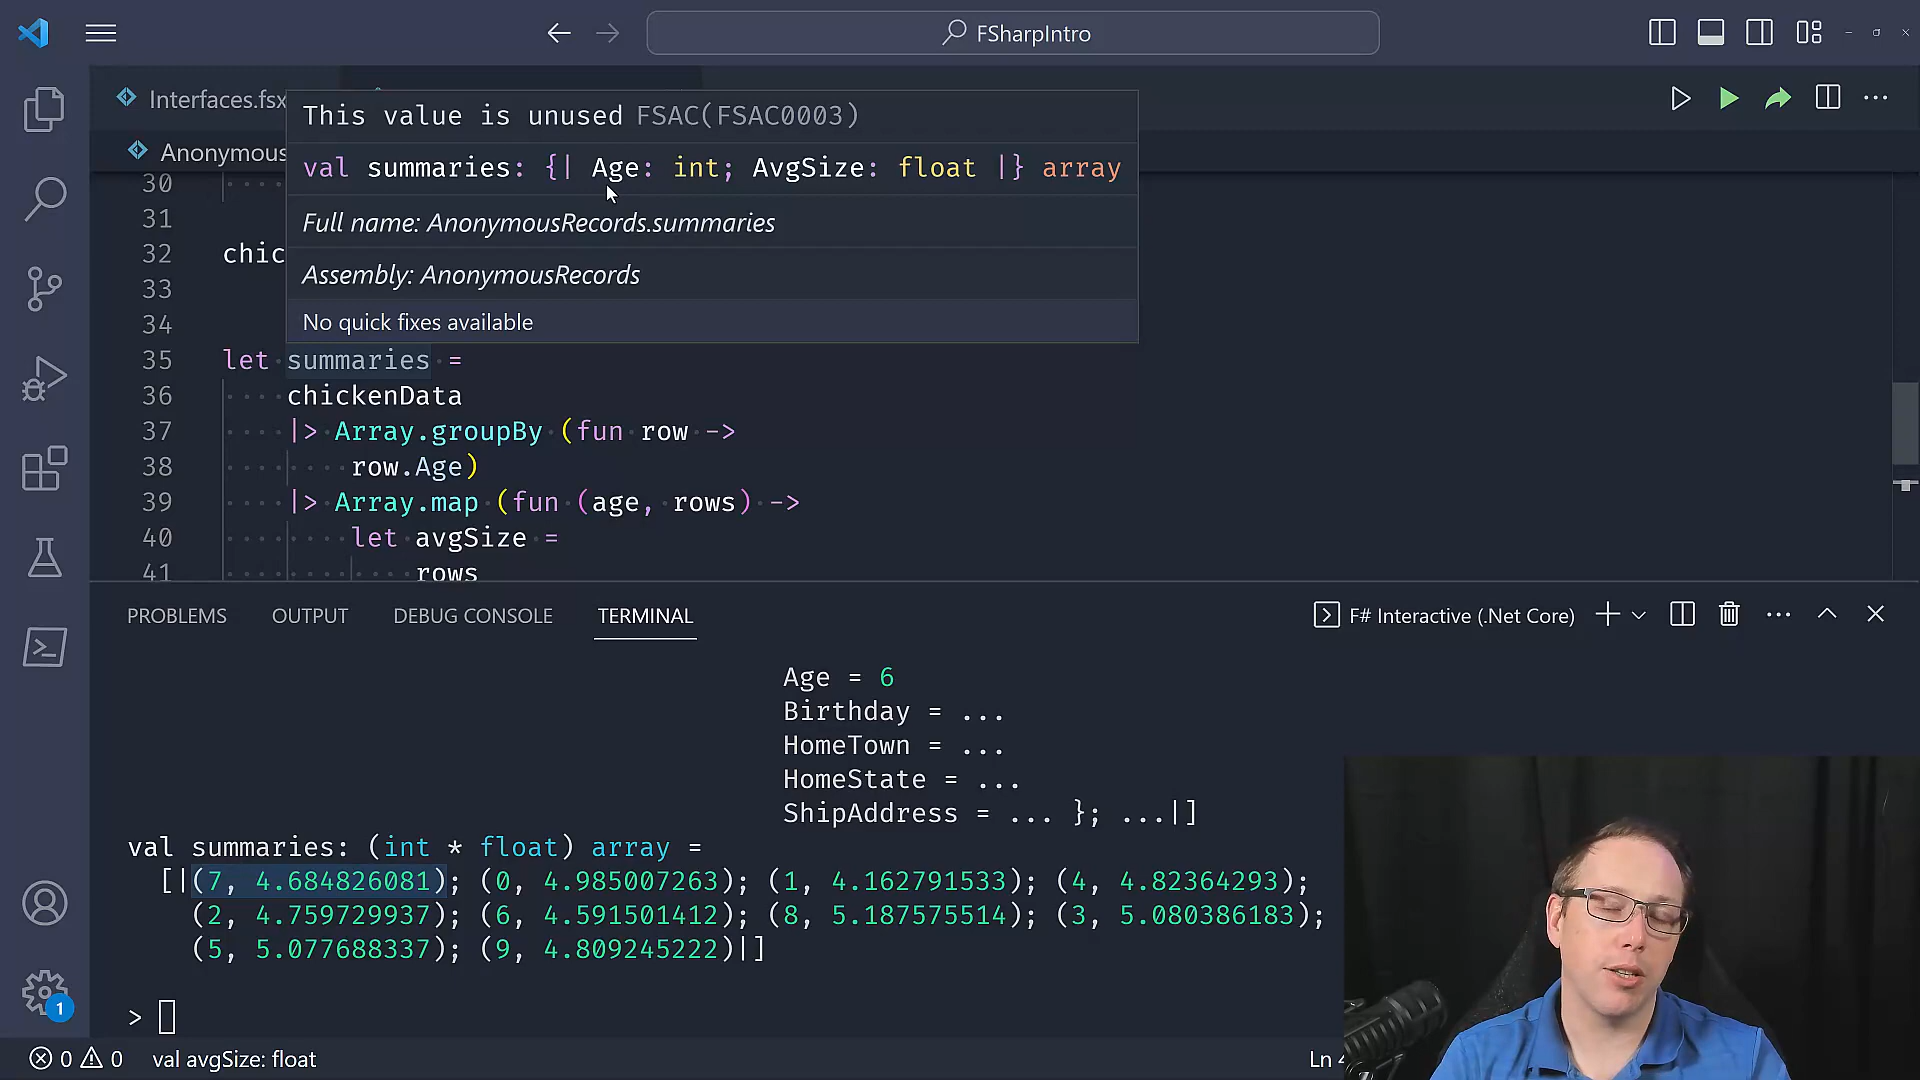 FSharpIntro
Interfaces.fsx
Anonymous
This value is unused FSAC(FSAC0003)
val summaries: {| Age: int; AvgSize: float |} array
Full name: AnonymousRecords.summaries
Assembly: AnonymousRecords
No quick fixes available
30
31
32 chic
33
34
35 let summaries =
36 chickenData
37 |> Array.groupBy (fun row ->
38 row.Age)
39 |> Array.map (fun (age, rows) ->
40 let avgSize =
41 rows
PROBLEMS OUTPUT DEBUG CONSOLE TERMINAL F# Interactive (.Net Core)
Age = 6
Birthday = ...
HomeTown = ...
HomeState = ...
ShipAddress = ... }; ...|]
val summaries: (int * float) array =
[|(7, 4.684826081); (0, 4.985007263); (1, 4.162791533); (4, 4.82364293);
(2, 4.759729937); (6, 4.591501412); (8, 5.187575514); (3, 5.080386183);
(5, 5.077688337); (9, 4.809245222)|]
>
1
0 0 val avgSize: float Ln 4